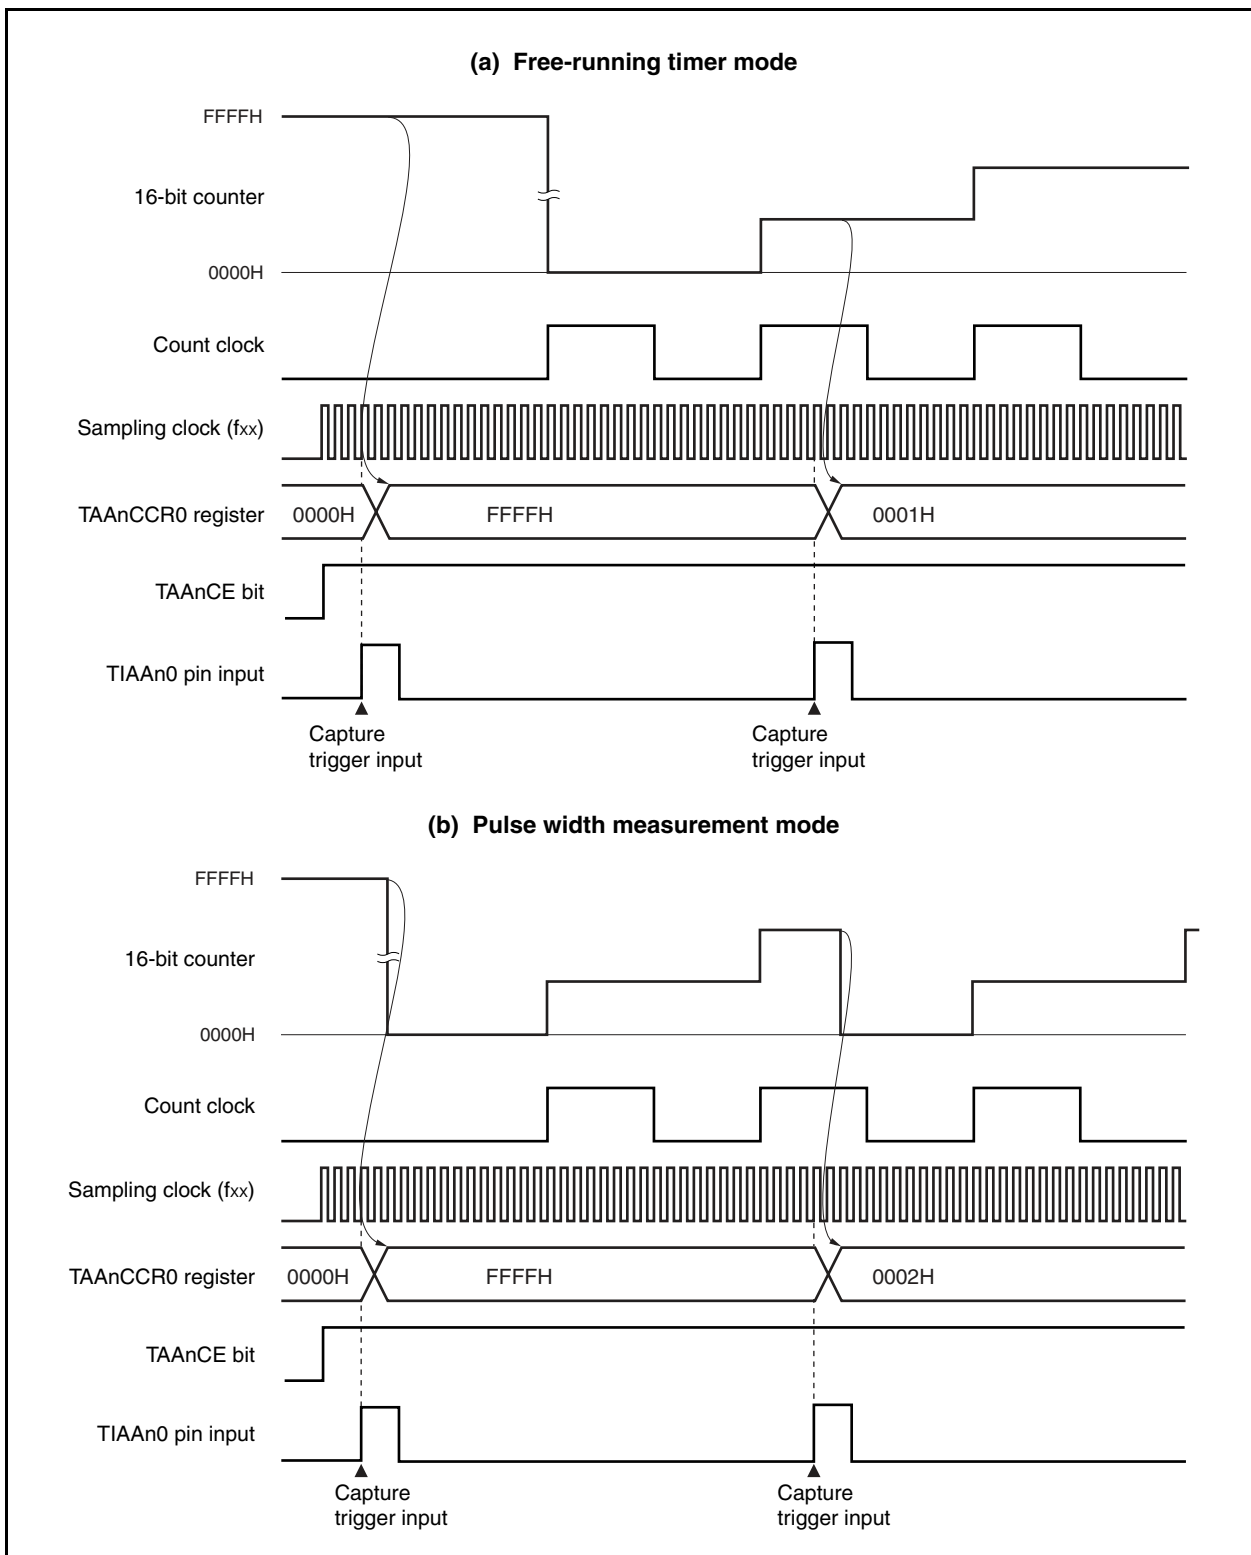 (a) Free-running timer mode
FFFFH
16-bit counter
0000H
Count clock
Sampling clock (fxx)
TAAnCCR0 register
0000H
FFFFH
0001H
TAAnCE bit
TIAAn0 pin input
Capture
trigger input
Capture
trigger input
(b) Pulse width measurement mode
FFFFH
16-bit counter
0000H
Count clock
Sampling clock (fxx)
TAAnCCR0 register
0000H
FFFFH
0002H
TAAnCE bit
TIAAn0 pin input
Capture
trigger input
Capture
trigger input